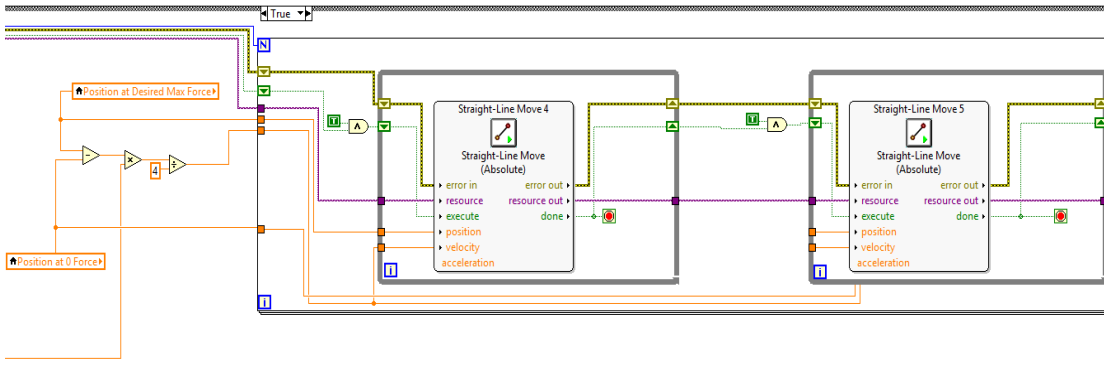 True
N
Position at Desired Max Force
T
Straight-Line Move 4
Straight-Line Move
(Absolute)
error in
error out
resource
resource out
execute
done
position
velocity
acceleration
i
T
Straight-Line Move 5
Straight-Line Move
(Absolute)
error in
error out
resource
resource out
execute
done
position
velocity
acceleration
i
4
Position at 0 Force
i